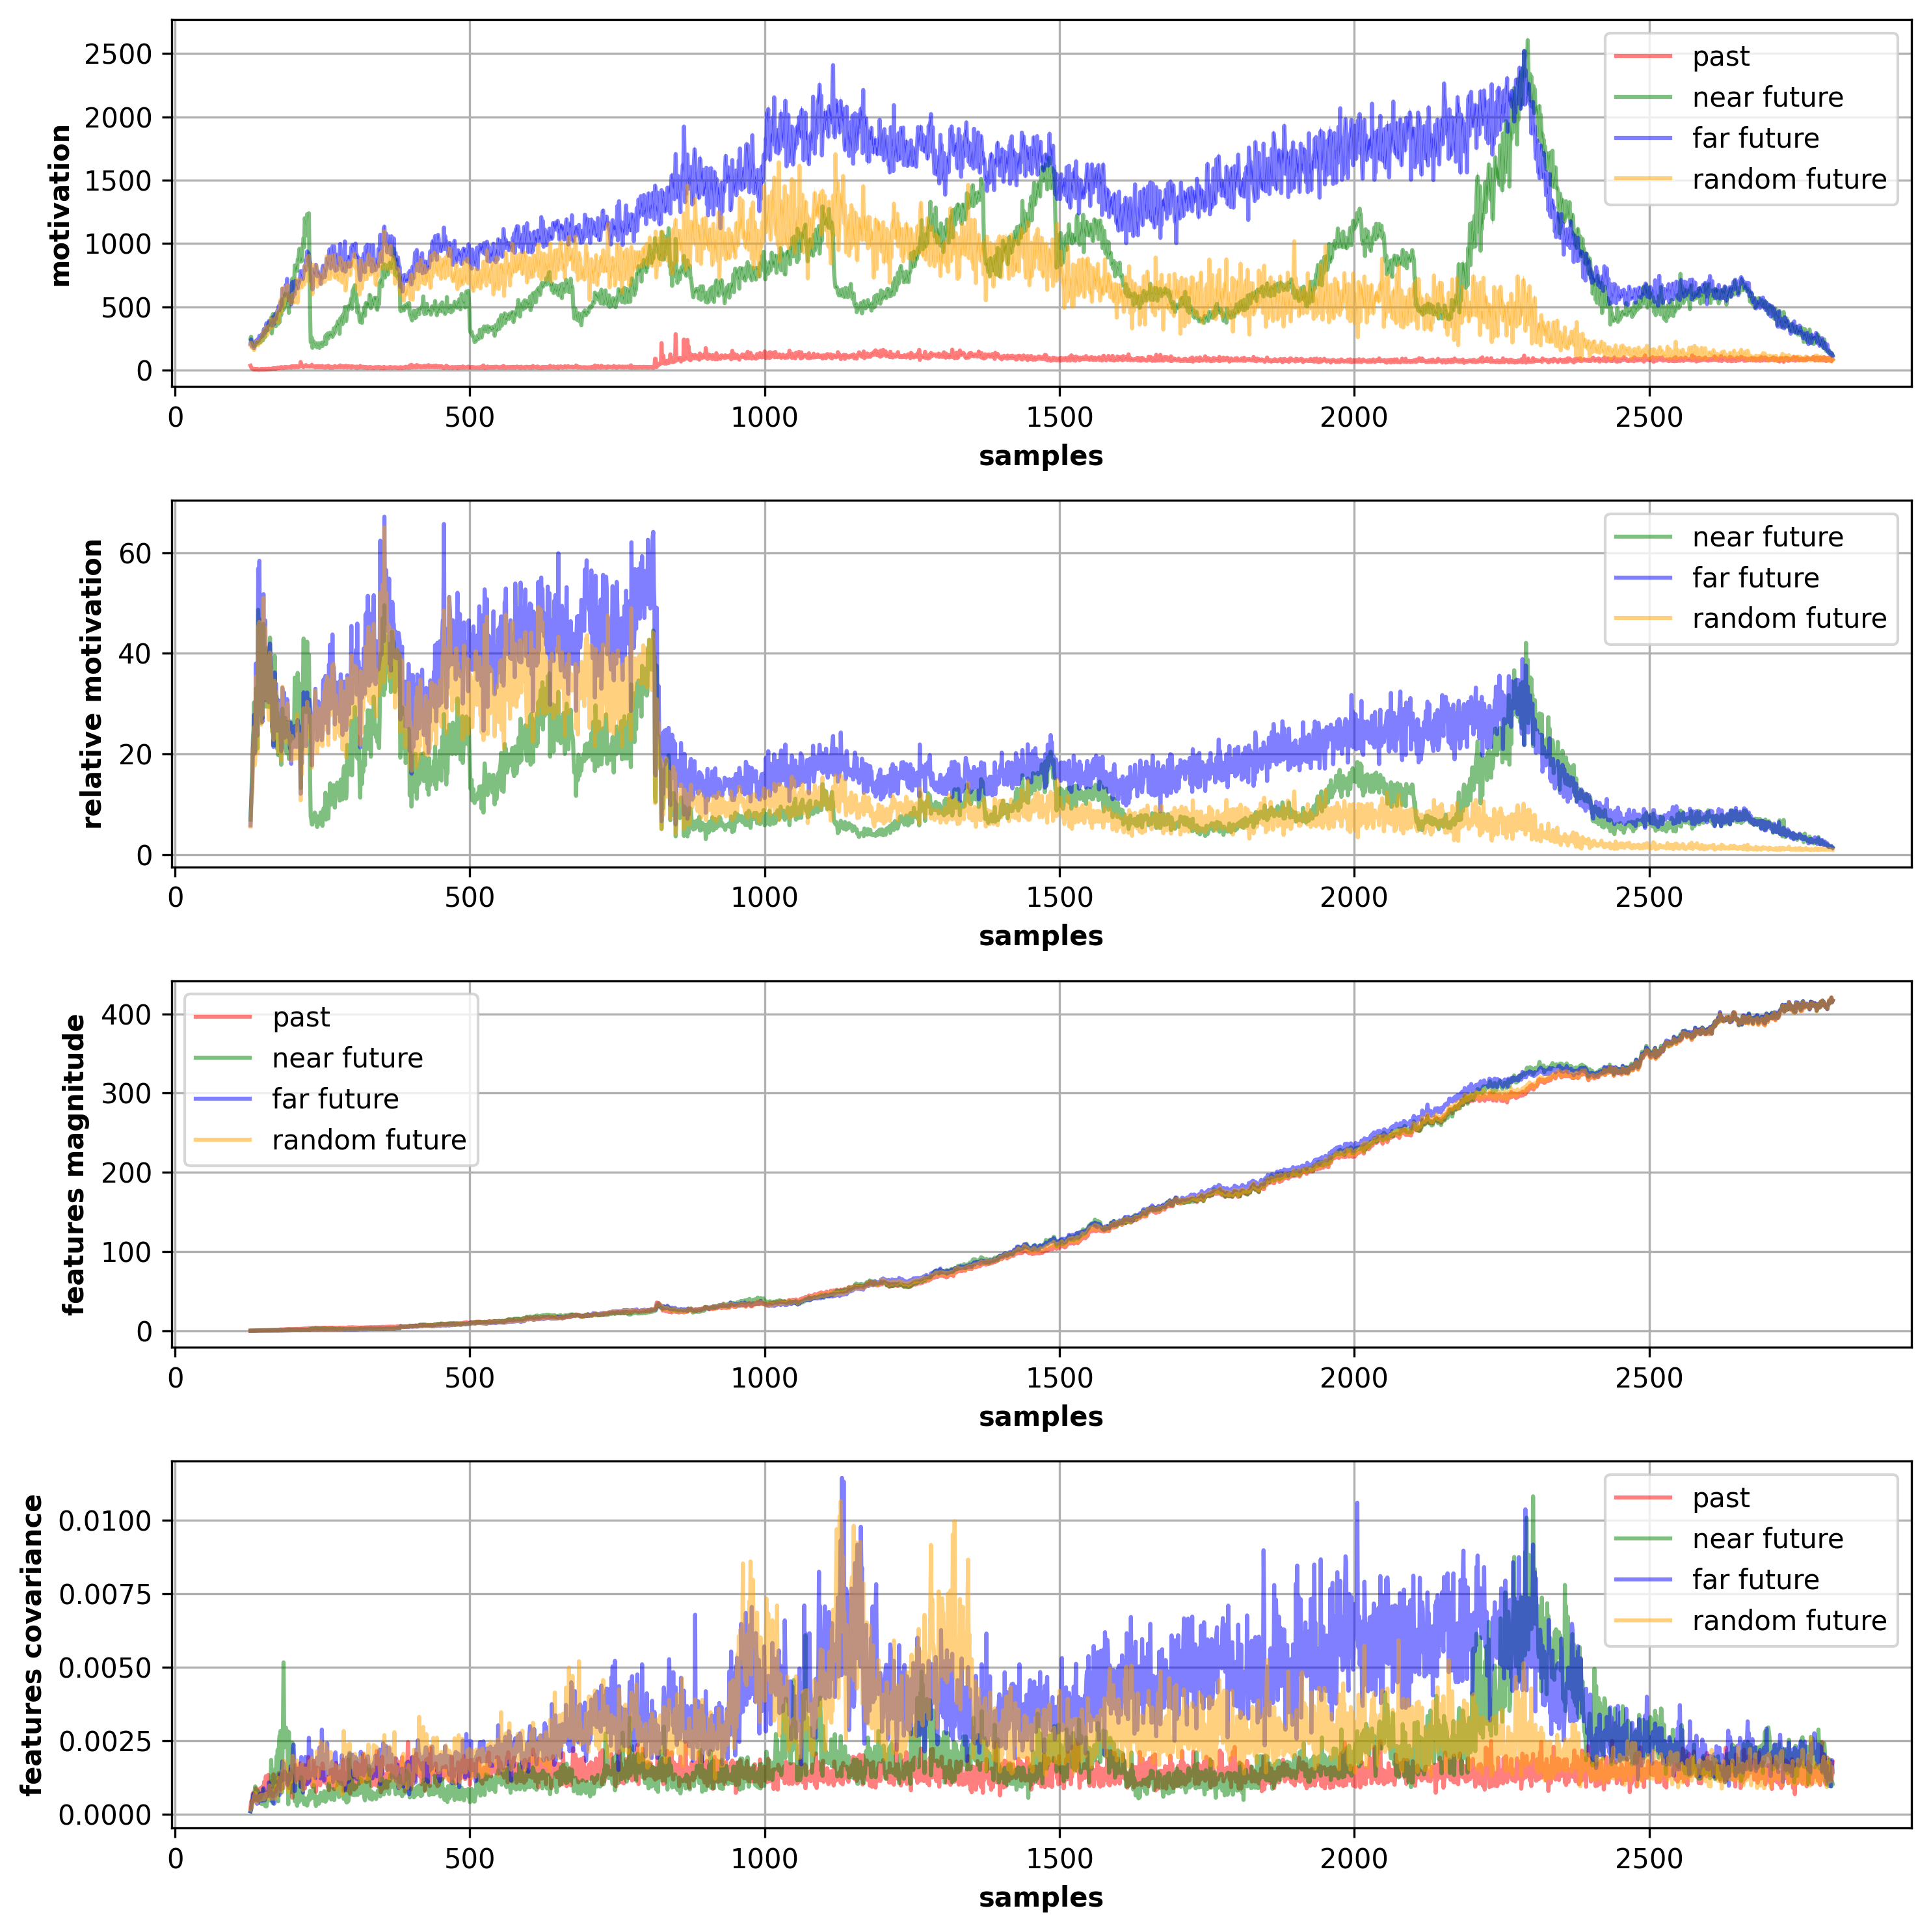 motivation
2500
2000
1500
1000
500
0
past
near future
far future
random future
0 500 1000 1500 2000 2500
samples
relative motivation
60
40
20
0
near future
far future
random future
0 500 1000 1500 2000 2500
samples
features magnitude
400
300
200
100
0
past
near future
far future
random future
0 500 1000 1500 2000 2500
samples
features covariance
0.0100
0.0075
0.0050
0.0025
0.0000
past
near future
far future
random future
0 500 1000 1500 2000 2500
samples